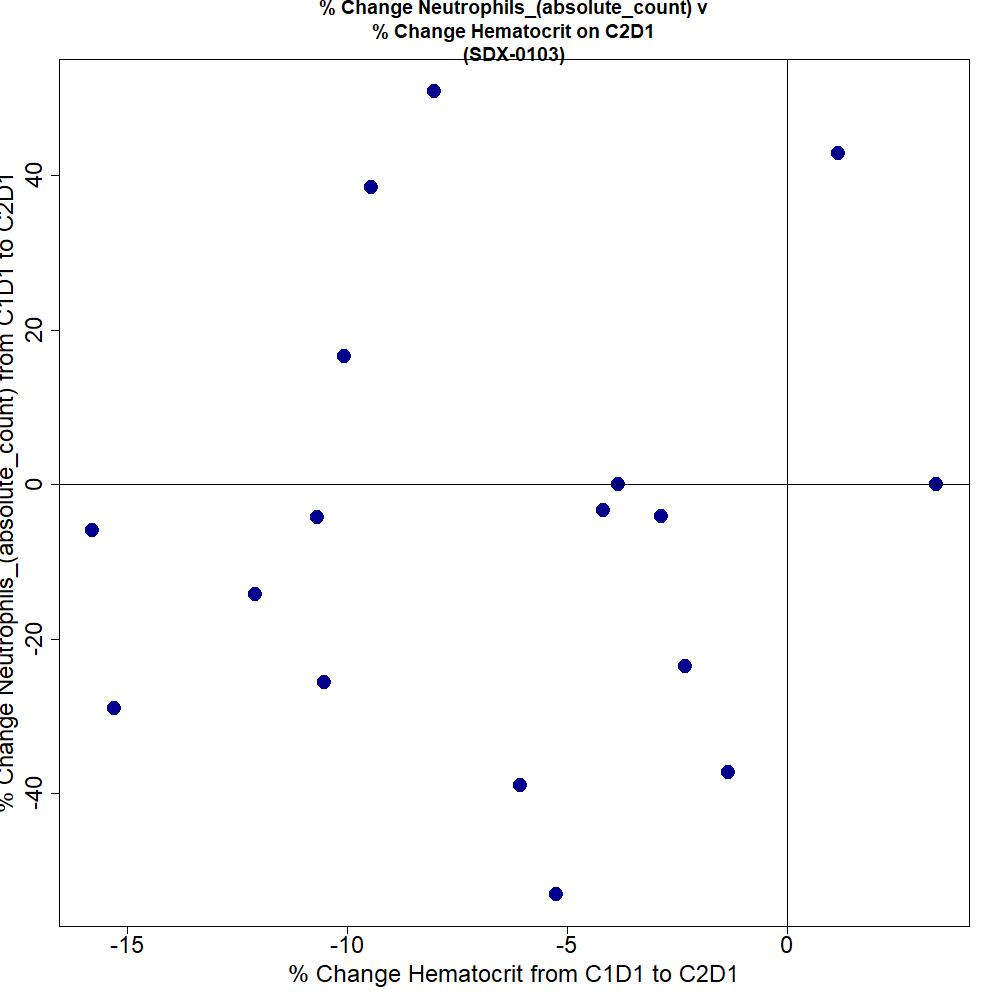 % Change Neutrophils_(absolute_count) v
% Change Hematocrit on C2D1
(SDX-0103)
% Change Neutrophils_(absolute_count) from C1D1 to C2D1
40
20
0
-20
-40
-15
-10
-5
0
% Change Hematocrit from C1D1 to C2D1